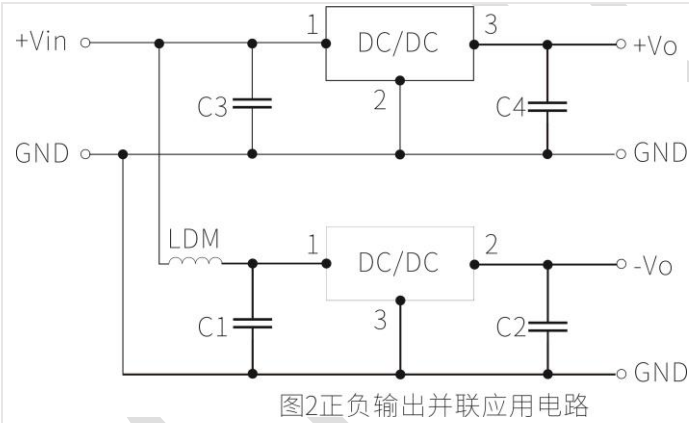 1
3
+Vin
DC/DC
+Vo
2
C3
C4
GND
GND
LDM
1
2
DC/DC
-Vo
3
C1
C2
GND
图2正负输出并联应用电路